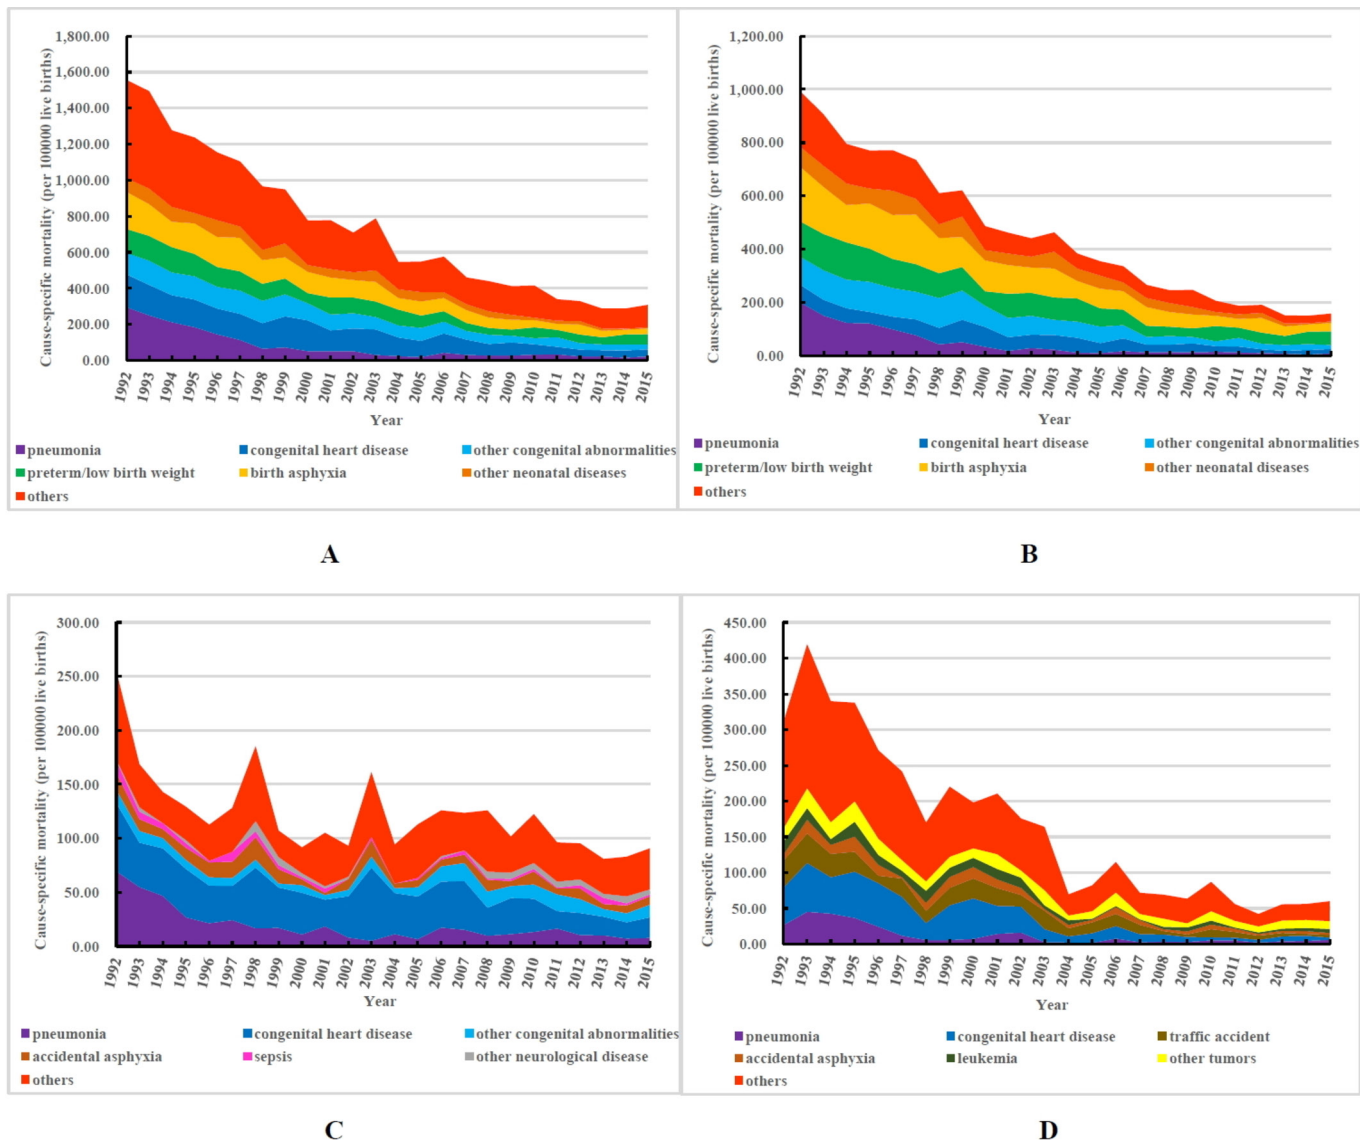 Cause-specific mortality (per 100000 live births)
1,800.00
1,600.00
1,400.00
1,200.00
1,000.00
800.00
600.00
400.00
200.00
0.00
1992 1993 1994 1995 1996 1997 1998 1999 2000 2001 2002 2003 2004 2005 2006 2007 2008 2009 2010 2011 2012 2013 2014 2015
Year
pneumonia congenital heart disease other congenital abnormalities
preterm/low birth weight birth asphyxia other neonatal diseases
others
A
Cause-specific mortality (per 100000 live births)
1,200.00
1,000.00
800.00
600.00
400.00
200.00
0.00
1992 1993 1994 1995 1996 1997 1998 1999 2000 2001 2002 2003 2004 2005 2006 2007 2008 2009 2010 2011 2012 2013 2014 2015
Year
pneumonia congenital heart disease other congenital abnormalities
preterm/low birth weight birth asphyxia other neonatal diseases
others
B
Cause-specific mortality (per 100000 live births)
300.00
250.00
200.00
150.00
100.00
50.00
0.00
1992 1993 1994 1995 1996 1997 1998 1999 2000 2001 2002 2003 2004 2005 2006 2007 2008 2009 2010 2011 2012 2013 2014 2015
Year
pneumonia congenital heart disease other congenital abnormalities
accidental asphyxia sepsis other neurological disease
others
C
Cause-specific mortality (per 100000 live births)
450.00
400.00
350.00
300.00
250.00
200.00
150.00
100.00
50.00
0.00
1992 1993 1994 1995 1996 1997 1998 1999 2000 2001 2002 2003 2004 2005 2006 2007 2008 2009 2010 2011 2012 2013 2014 2015
Year
pneumonia congenital heart disease traffic accident
accidental asphyxia leukemia other tumors
others
D